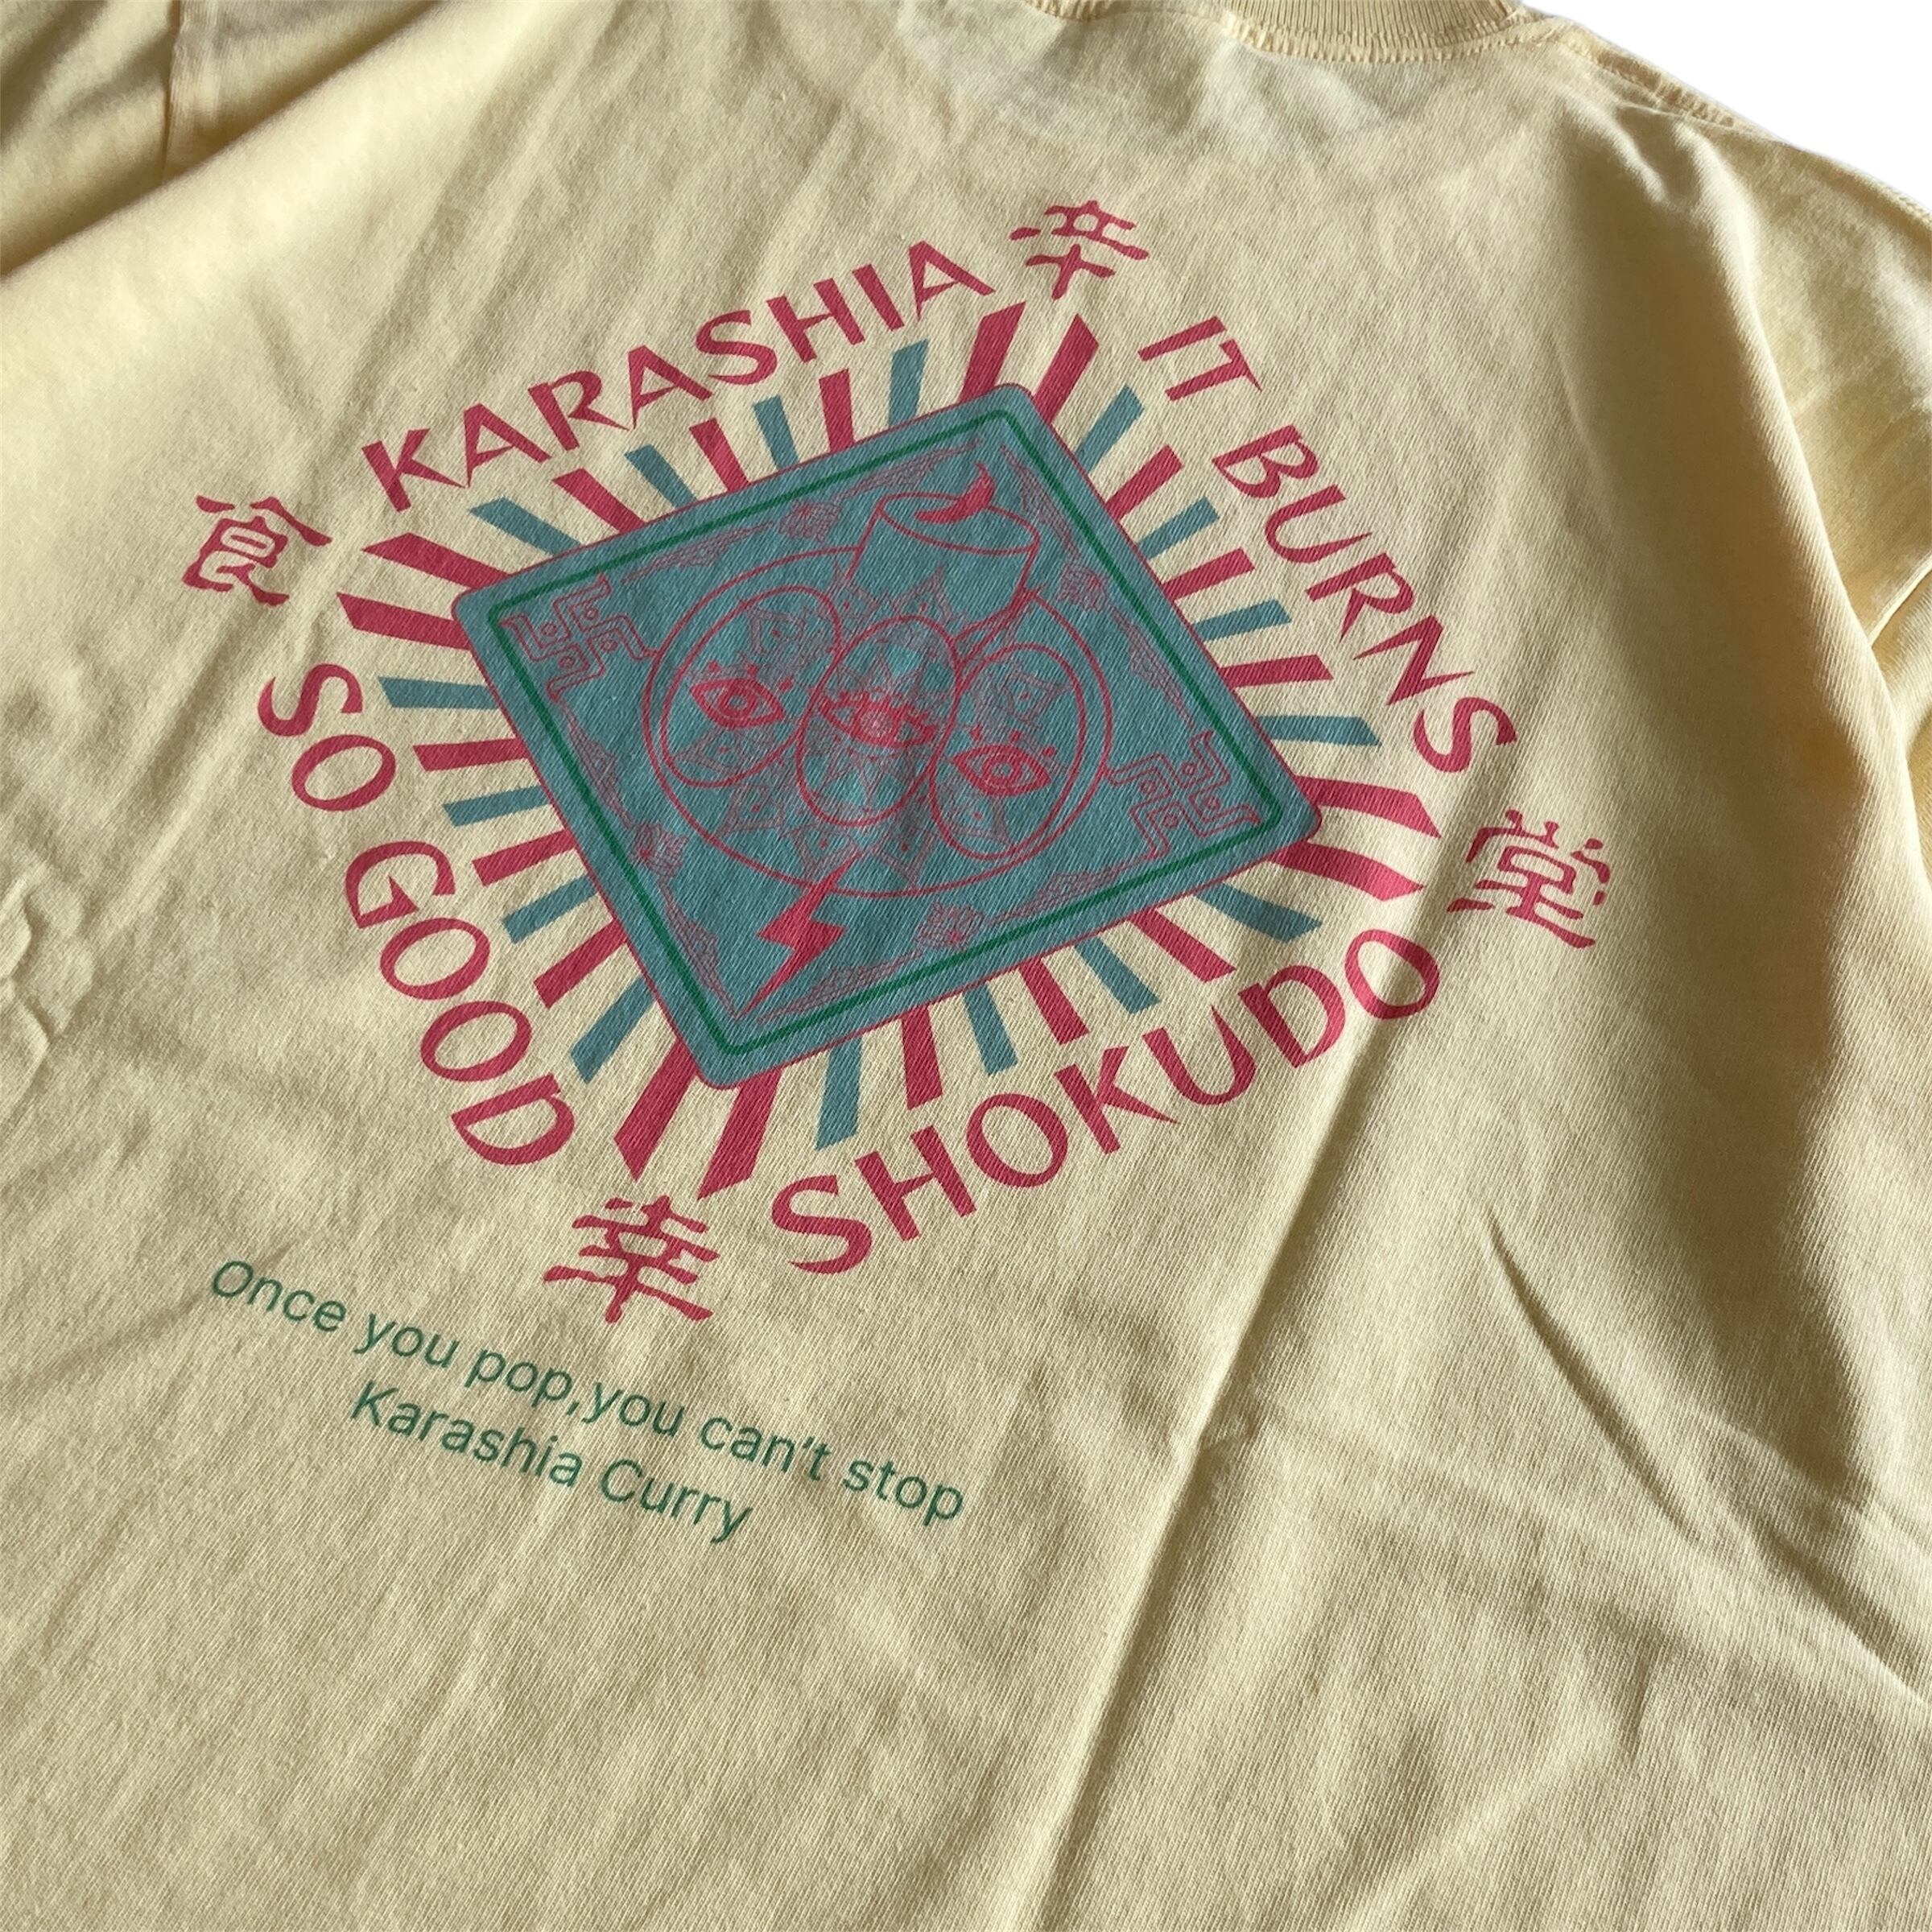 辛
KARASHIA
IT BURNS
食
堂
SO GOOD
SHOKUDO
幸
Once you pop,you can't stop
Karashia Curry